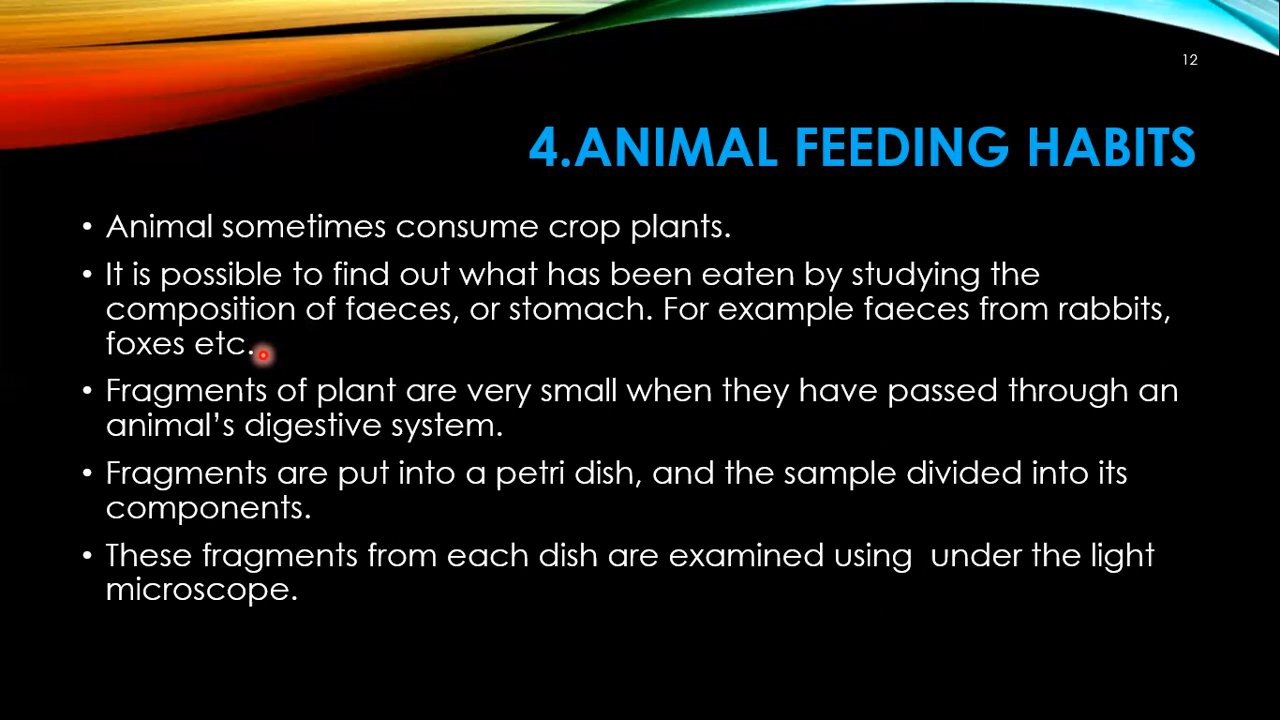 12
4.ANIMAL FEEDING HABITS
• Animal sometimes consume crop plants.
• It is possible to find out what has been eaten by studying the
composition of faeces, or stomach. For example faeces from rabbits,
foxes etc.
• Fragments of plant are very small when they have passed through an
animal’s digestive system.
• Fragments are put into a petri dish, and the sample divided into its
components.
• These fragments from each dish are examined using  under the light
microscope.